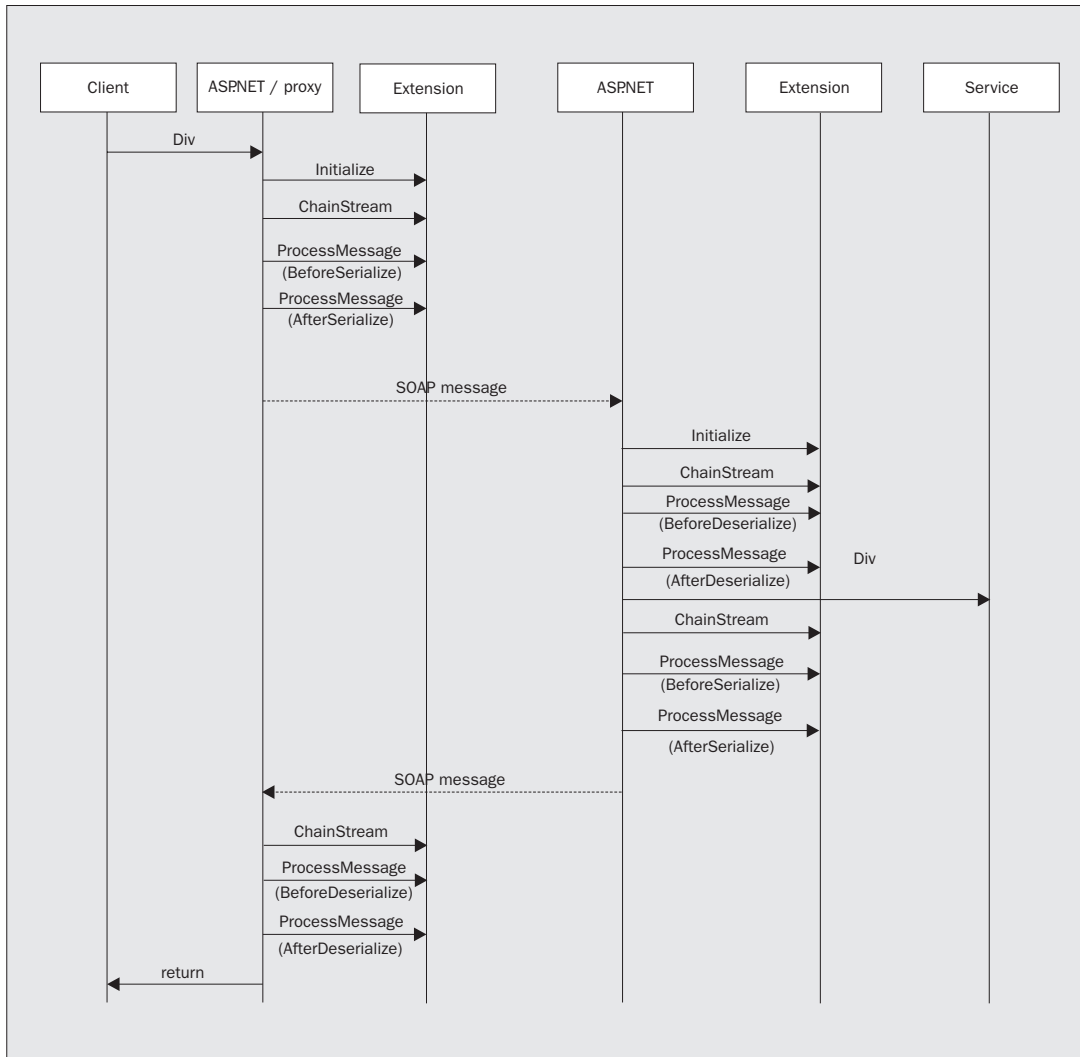 Client
ASP.NET / proxy
Extension
ASP.NET
Extension
Service
Div
Initialize
ChainStream
ProcessMessage
(BeforeSerialize)
ProcessMessage
(AfterSerialize)
SOAP message
Initialize
ChainStream
ProcessMessage
(BeforeDeserialize)
ProcessMessage
(AfterDeserialize)
Div
ChainStream
ProcessMessage
(BeforeSerialize)
ProcessMessage
(AfterSerialize)
SOAP message
ChainStream
ProcessMessage
(BeforeDeserialize)
ProcessMessage
(AfterDeserialize)
return